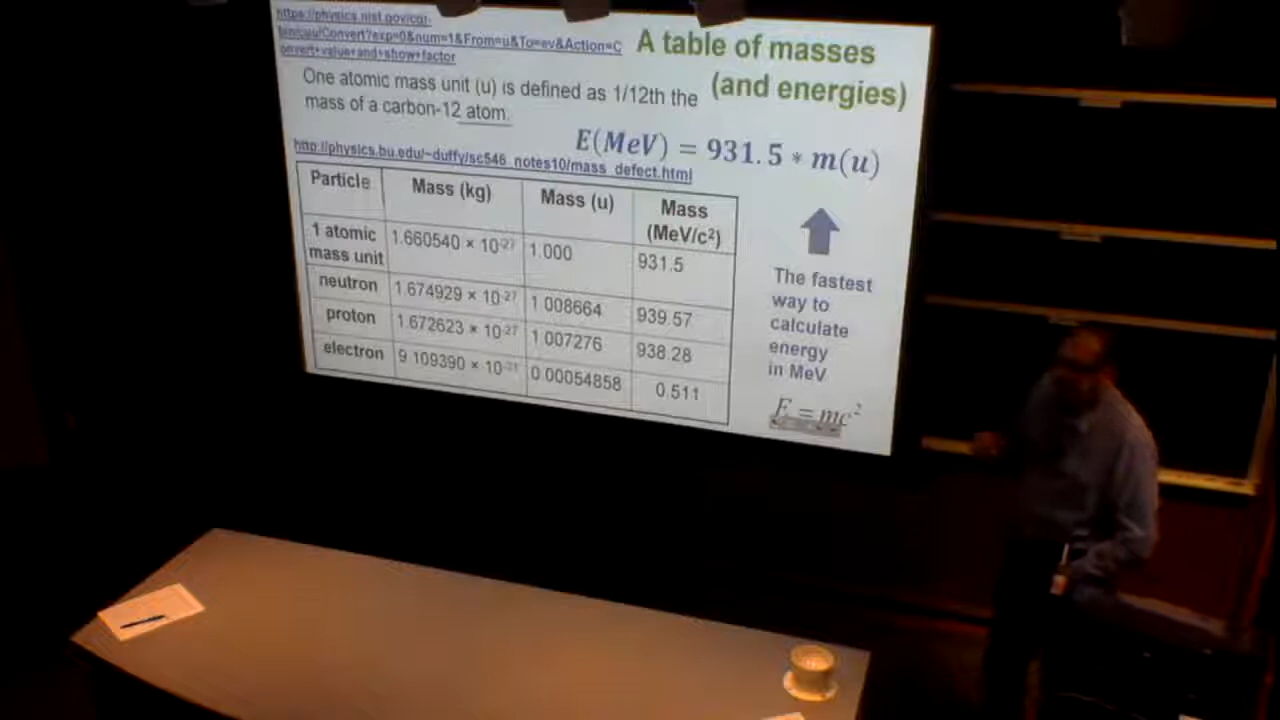 https://physics.nist.gov/cgi-
bin/cuu/Convert?exp=0&num=1&From=u&To=ev&Action=C
onvert+value+and+show+factor
A table of masses
(and energies)
One atomic mass unit (u) is defined as 1/12th the
mass of a carbon-12 atom.
E(MeV) = 931.5 * m(u)
http://physics.bu.edu/~duffy/sc546_notes10/mass_defect.html
Particle Mass (kg) Mass (u) Mass (MeV/c²)
1 atomic mass unit 1.660540 × 10⁻²⁷ 1.000 931.5
neutron 1.674929 × 10⁻²⁷ 1.008664 939.57
proton 1.672623 × 10⁻²⁷ 1.007276 938.28
electron 9.109390 × 10⁻³¹ 0.00054858 0.511
The fastest
way to
calculate
energy
in MeV
E = mc²